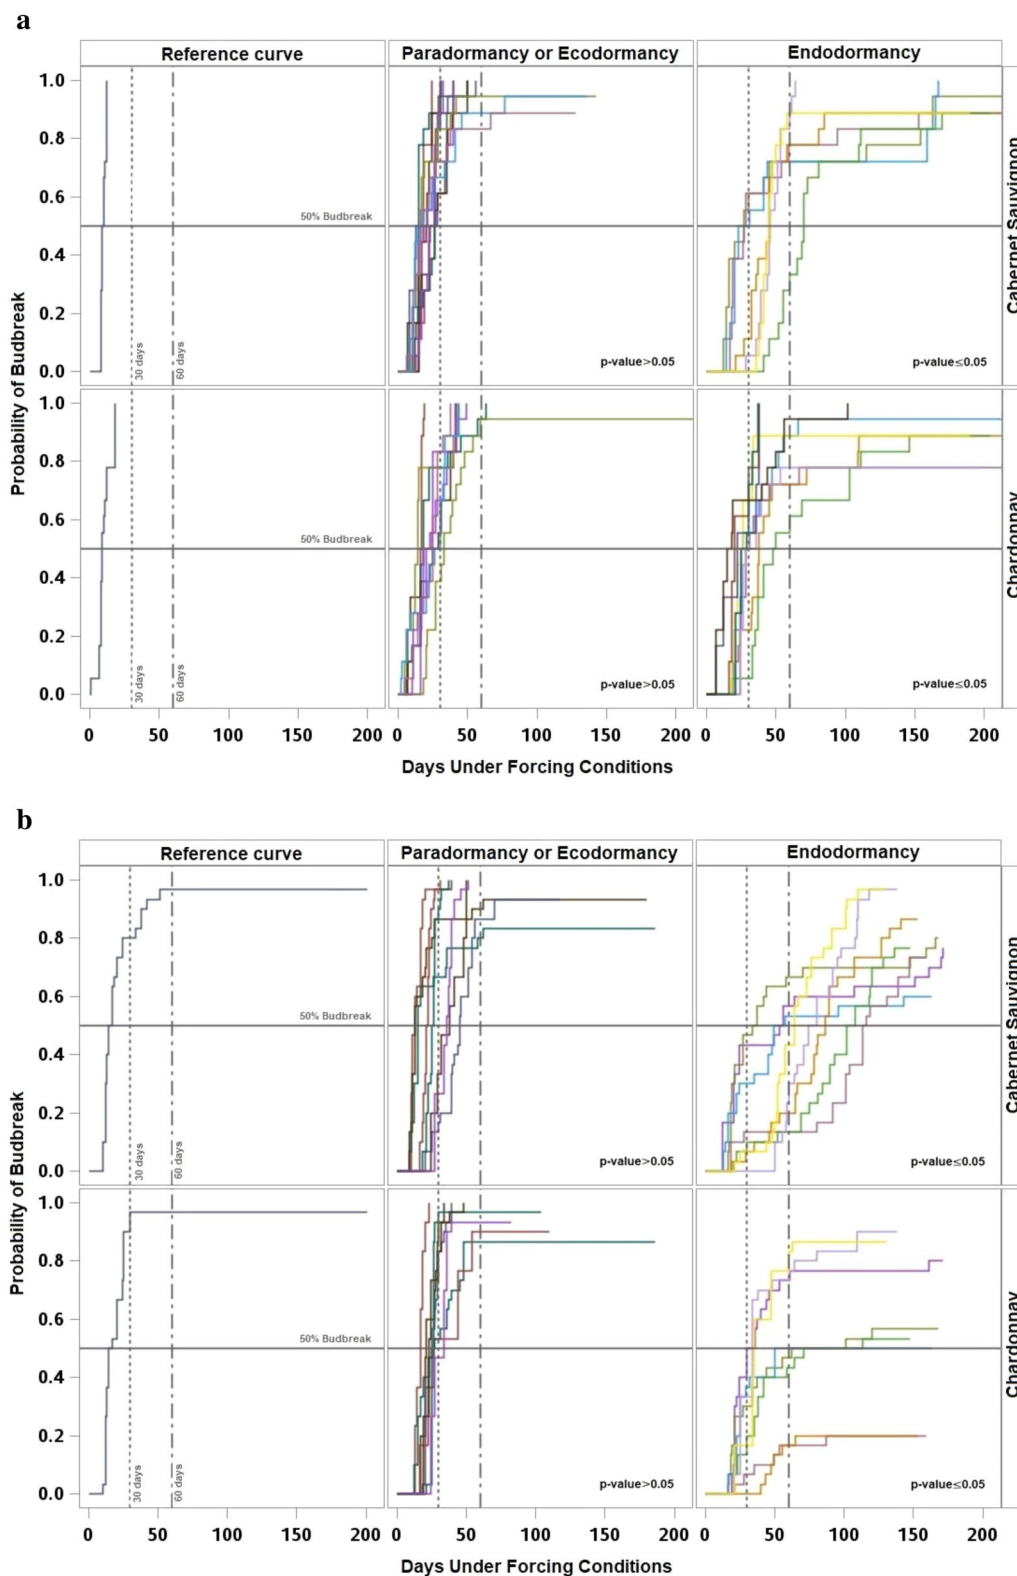 a
Reference curve
Paradormancy or Ecodormancy
Endodormancy
Probability of Budbreak
1.0
0.8
0.6
0.4
0.2
0.0
50% Budbreak
30 days
60 days
p-value>0.05
p-value≤0.05
Cabernet Sauvignon
1.0
0.8
0.6
0.4
0.2
0.0
50% Budbreak
30 days
60 days
p-value>0.05
p-value≤0.05
Chardonnay
0 50 100 150 200
0 50 100 150 200
0 50 100 150 200
Days Under Forcing Conditions
b
Reference curve
Paradormancy or Ecodormancy
Endodormancy
Probability of Budbreak
1.0
0.8
0.6
0.4
0.2
0.0
50% Budbreak
30 days
60 days
p-value>0.05
p-value≤0.05
Cabernet Sauvignon
1.0
0.8
0.6
0.4
0.2
0.0
50% Budbreak
30 days
60 days
p-value>0.05
p-value≤0.05
Chardonnay
0 50 100 150 200
0 50 100 150 200
0 50 100 150 200
Days Under Forcing Conditions